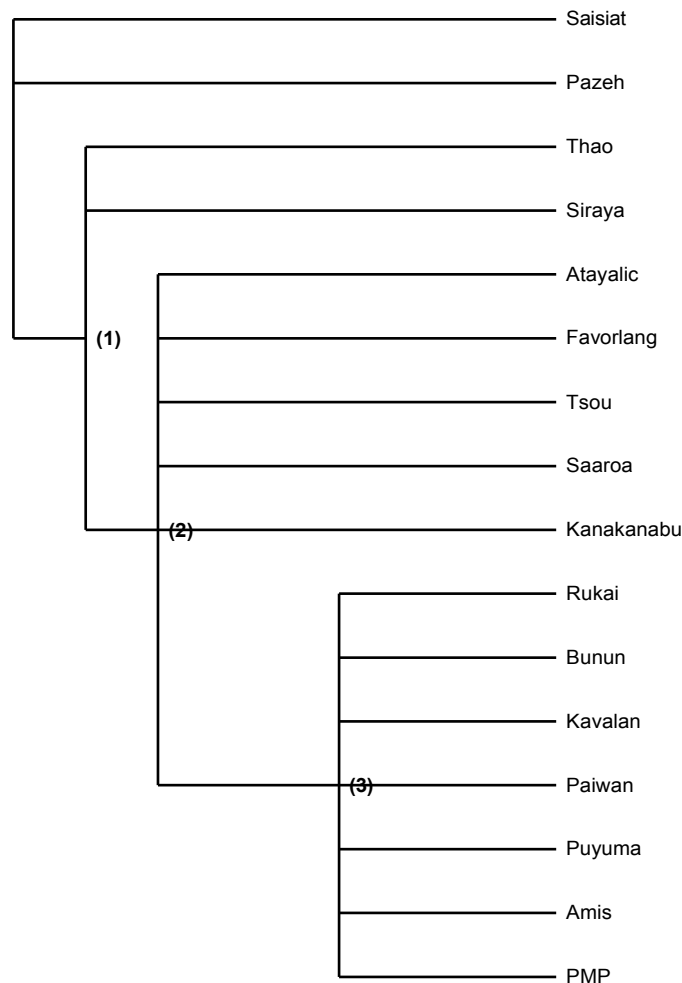 Saisiat
Pazeh
Thao
Siraya
Atayalic
(1)
Favorlang
Tsou
Saaroa
(2)
Kanakanabu
Rukai
Bunun
Kavalan
(3)
Paiwan
Puyuma
Amis
PMP